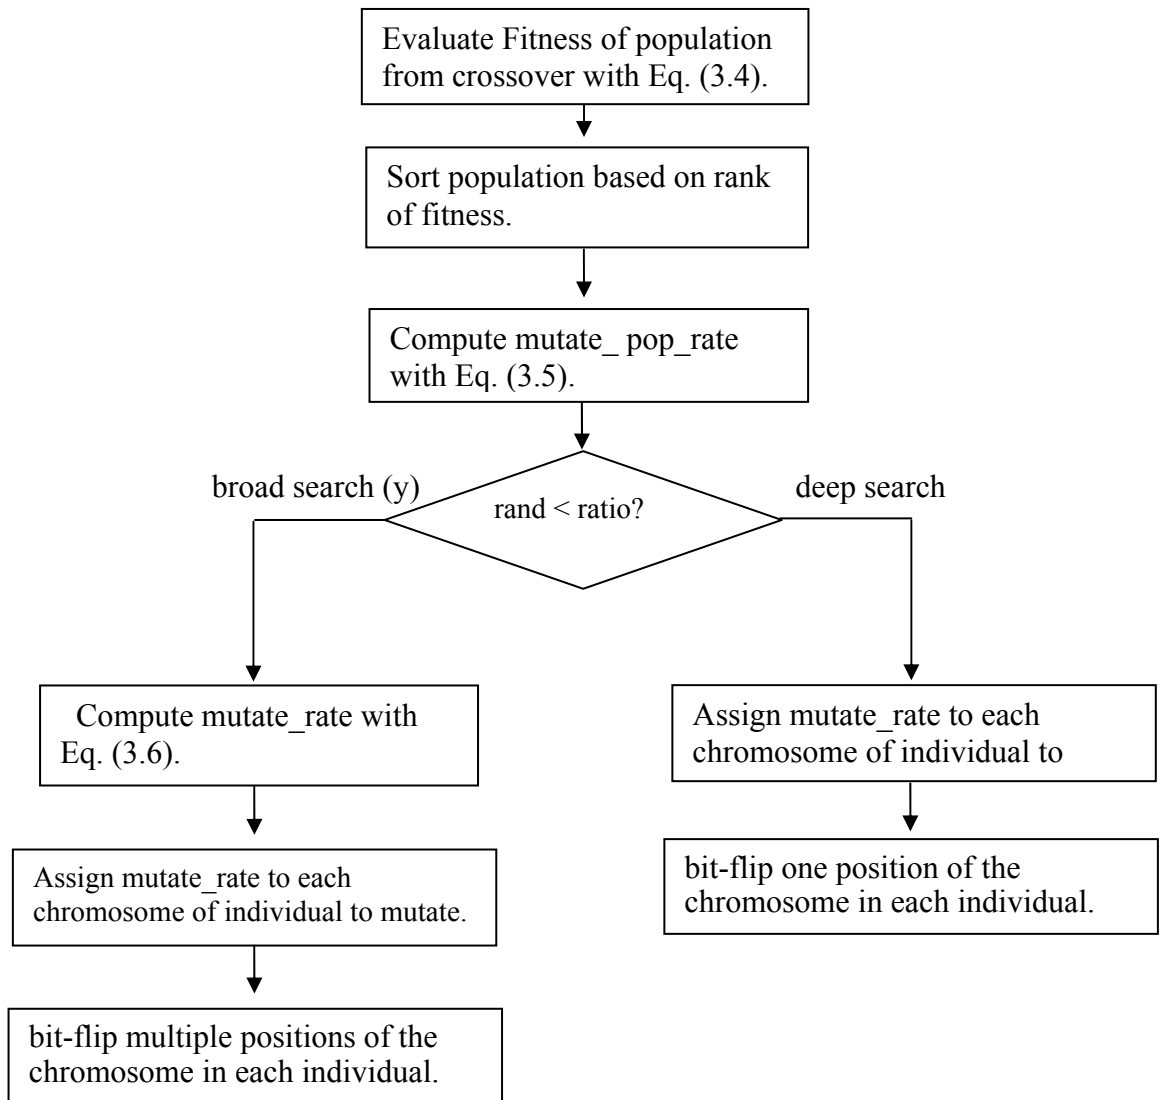 Evaluate Fitness of population
from crossover with Eq. (3.4).
Sort population based on rank
of fitness.
Compute mutate_ pop_rate
with Eq. (3.5).
broad search (y)
rand < ratio?
deep search
Compute mutate_rate with
Eq. (3.6).
Assign mutate_rate to each
chromosome of individual to mutate.
bit-flip multiple positions of the
chromosome in each individual.
Assign mutate_rate to each
chromosome of individual to
bit-flip one position of the
chromosome in each individual.